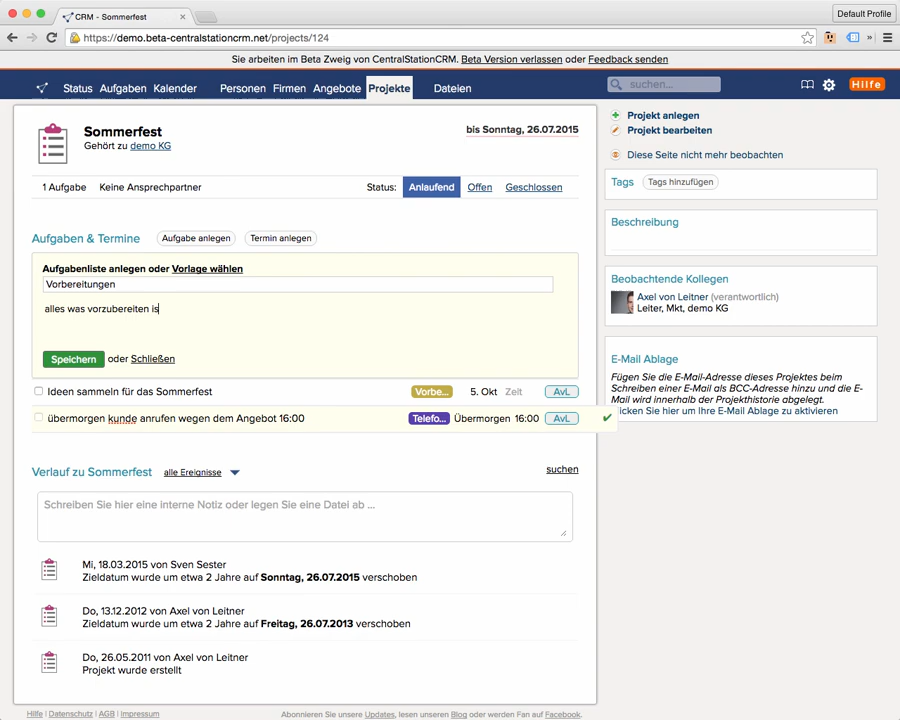 CRM - Sommerfest
Default Profile
https://demo.beta-centralstationcrm.net/projects/124
Sie arbeiten im Beta Zweig von CentralStationCRM. Beta Version verlassen oder Feedback senden
Status Aufgaben Kalender Personen Firmen Angebote Projekte Dateien suchen... Hilfe
Sommerfest
Gehört zu demo KG
bis Sonntag, 26.07.2015
1 Aufgabe Keine Ansprechpartner Status: Anlaufend Offen Geschlossen
Aufgaben & Termine Aufgabe anlegen Termin anlegen
Aufgabenliste anlegen oder Vorlage wählen
Vorbereitungen
alles was vorzubereiten is
Speichern oder Schließen
Ideen sammeln für das Sommerfest Vorbe... 5. Okt Zeit AvL
übermorgen kunde anrufen wegen dem Angebot 16:00 Telefo... Übermorgen 16:00 AvL
Verlauf zu Sommerfest alle Ereignisse suchen
Schreiben Sie hier eine interne Notiz oder legen Sie eine Datei ab ...
Mi, 18.03.2015 von Sven Sester
Zieldatum wurde um etwa 2 Jahre auf Sonntag, 26.07.2015 verschoben
Do, 13.12.2012 von Axel von Leitner
Zieldatum wurde um etwa 2 Jahre auf Freitag, 26.07.2013 verschoben
Do, 26.05.2011 von Axel von Leitner
Projekt wurde erstellt
Projekt anlegen
Projekt bearbeiten
Diese Seite nicht mehr beobachten
Tags Tags hinzufügen
Beschreibung
Beobachtende Kollegen
Axel von Leitner (verantwortlich)
Leiter, Mkt, demo KG
E-Mail Ablage
Fügen Sie die E-Mail-Adresse dieses Projektes beim
Schreiben einer E-Mail als BCC-Adresse hinzu und die E-
Mail wird innerhalb der Projekthistorie abgelegt.
licken Sie hier um Ihre E-Mail Ablage zu aktivieren
Hilfe | Datenschutz | AGB | Impressum
Abonnieren Sie unsere Updates, lesen unseren Blog oder werden Fan auf Facebook.